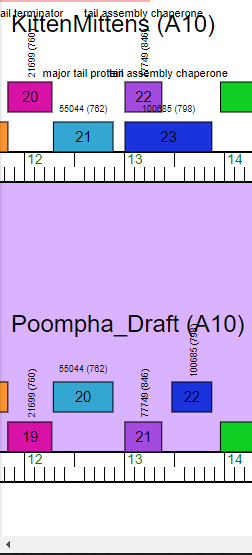 ail terminator tail assembly chaperone
KittenMittens (A10)
21699 (760)
77749 (846)
major tail protein
tail assembly chaperone
20
22
55044 (762)
100685 (798)
21
23
12 13 14
Poompha_Draft (A10)
21699 (760)
55044 (762)
77749 (846)
100685 (798)
20
22
19
21
12 13 14